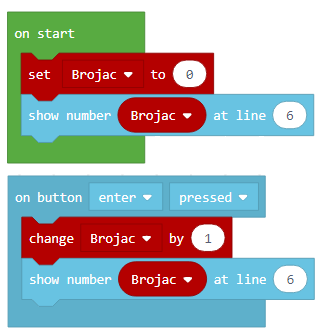 on start
set Brojac to 0
show number Brojac at line 6
on button enter pressed
change Brojac by 1
show number Brojac at line 6